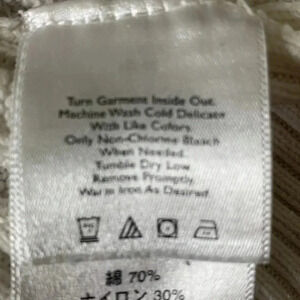 Turn Garment Inside Out.
Machine Wash Cold Delicate
With Like Colors.
Only Non-Chlorine Bleach
When Needed.
Tumble Dry Low
Remove Promptly.
Warm Iron As Desired.
綿 70%
ナイロン 30%